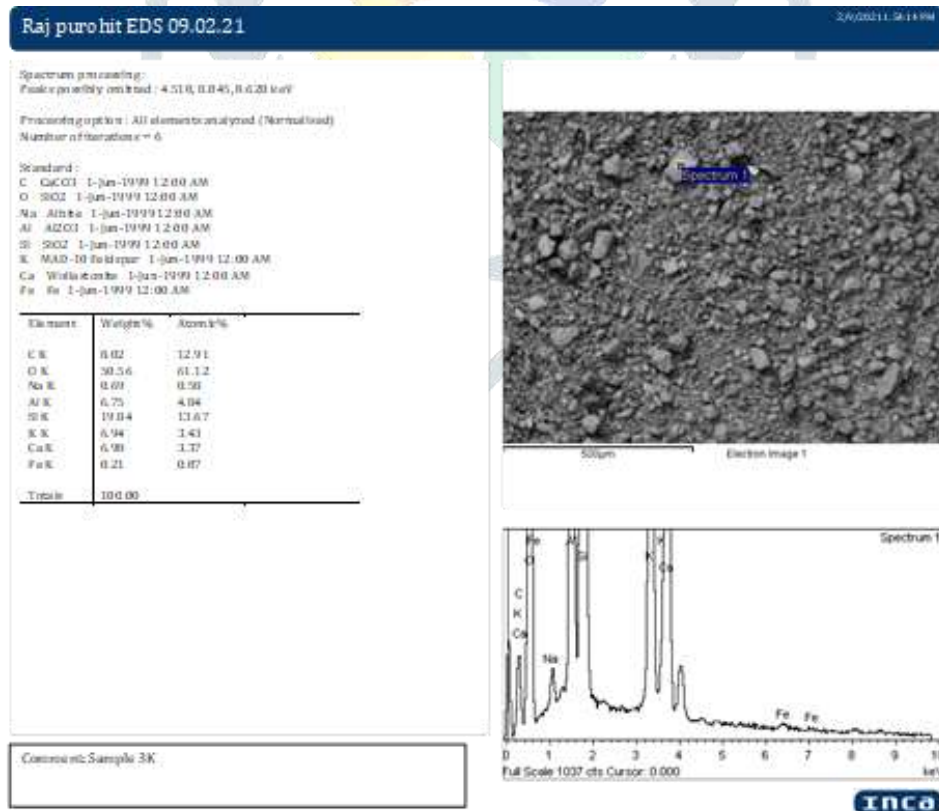 Raj purohit EDS 09.02.21
Spectrum processing :
Peaks possibly omitted : 4.510, 8.045, 8.620 keV
Processing option : All elements analyzed (Normalised)
Number of iterations = 6
Standard :
C CaCO3 1-Jun-1999 12:00 AM
O SiO2 1-Jun-1999 12:00 AM
Na Albite 1-Jun-1999 12:00 AM
Al Al2O3 1-Jun-1999 12:00 AM
Si SiO2 1-Jun-1999 12:00 AM
K MAD-10 Feldspar 1-Jun-1999 12:00 AM
Ca Wollastonite 1-Jun-1999 12:00 AM
Fe Fe 1-Jun-1999 12:00 AM
Element Weight% Atomic%
C K 8.02 12.91
O K 50.56 61.12
Na K 0.69 0.58
Al K 6.75 4.84
Si K 19.84 13.67
K K 6.94 3.43
Ca K 6.98 3.37
Fe K 0.21 0.07
Totals 100.00
Comment: Sample 3K
Spectrum 1
500µm Electron Image 1
Spectrum 1
Fe Al K
O Si K Ca
C
K
Ca
Na
Fe Fe
0 1 2 3 4 5 6 7 8 9
Full Scale 1037 cts Cursor: 0.000 keV
INCA